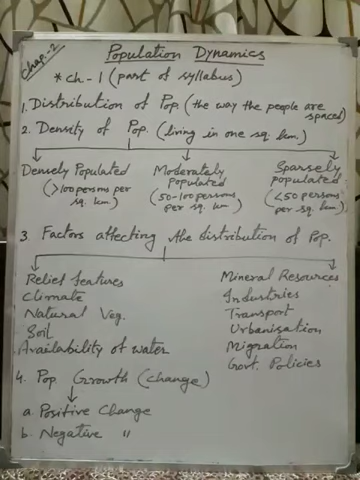 Chap.-2
Population Dynamics
* ch-1 (part of syllabus)
1. Distribution of Pop. (the way the people are spaced)
2. Density of Pop. (living in one sq. km.)
Densely Populated
(>100 persons per
sq. km)
Moderately
Populated
(50-100 persons
per sq. km)
Sparsely
populated
(<50 persons
per sq. km)
3. Factors affecting the distribution of Pop.
Relief features
Climate
Natural Veg.
Soil
Availability of water
Mineral Resources
Industries
Transport
Urbanisation
Migration
Govt. Policies
4. Pop. Growth (change)
a. Positive Change
b. Negative "